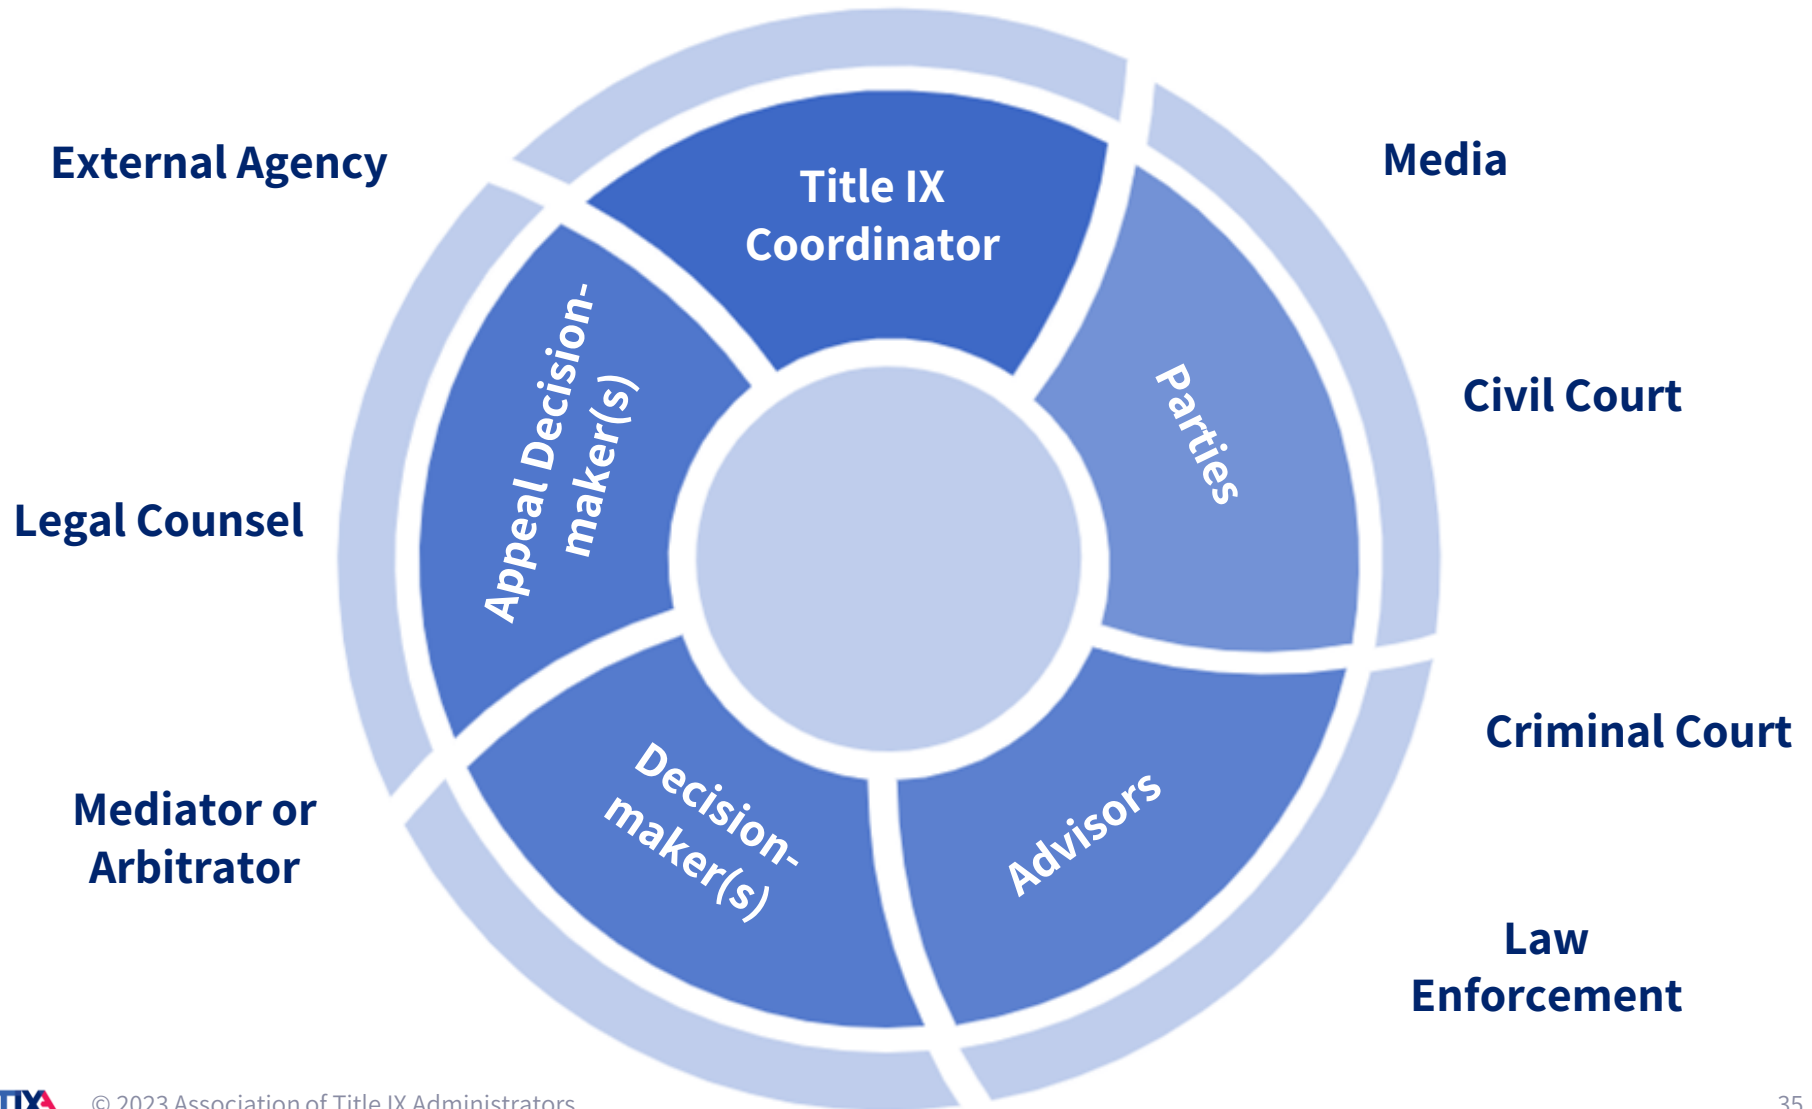 External Agency
Title IX
Coordinator
Media
Appeal Decision-
maker(s)
Parties
Civil Court
Legal Counsel
Criminal Court
Mediator or
Arbitrator
Decision-
maker(s)
Advisors
Law
Enforcement
© 2023 Association of Title IX Administrators
35